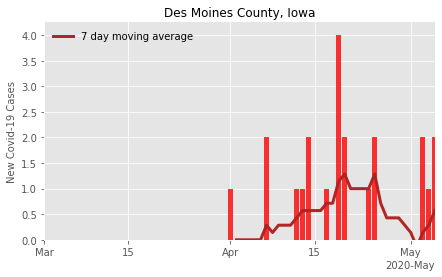 Des Moines County, Iowa
7 day moving average
New Covid-19 Cases
4.0
3.5
3.0
2.5
2.0
1.5
1.0
0.5
0.0
Mar
15
Apr
15
May
2020-May